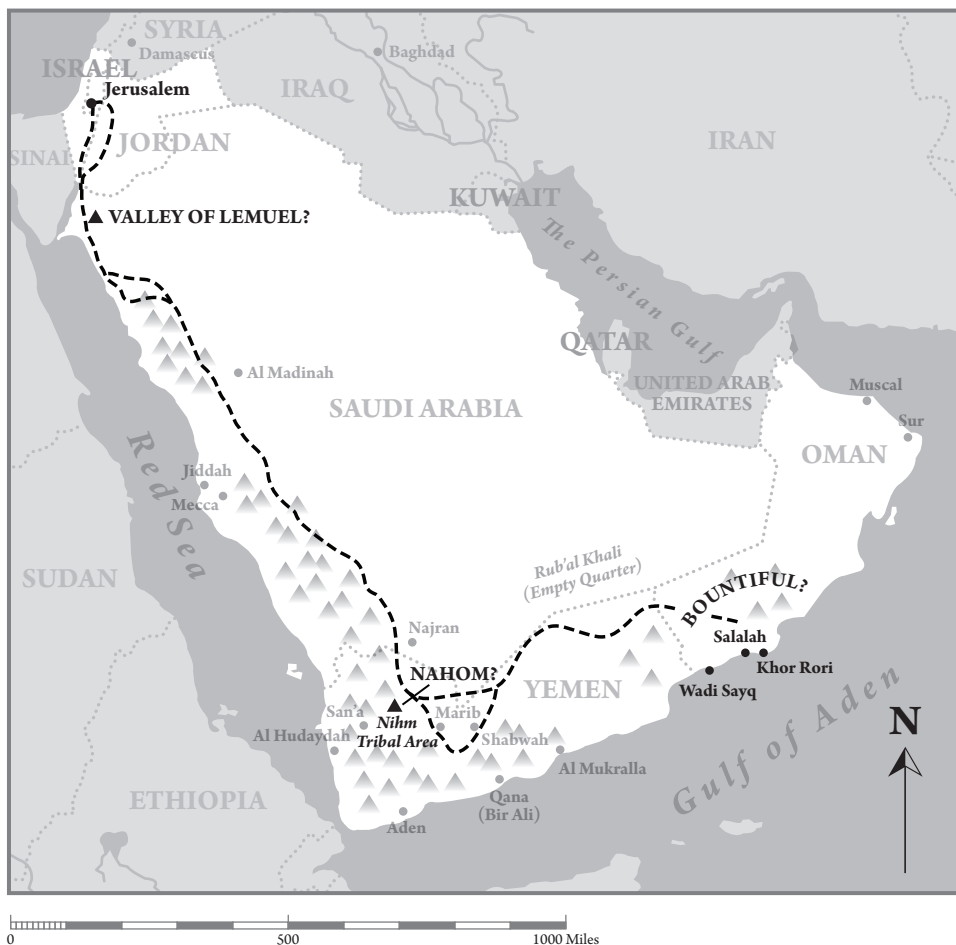 SYRIA
Damascus
Baghdad
ISRAEL
Jerusalem
IRAQ
JORDAN
IRAN
SINAI
KUWAIT
VALLEY OF LEMUEL?
The Persian Gulf
QATAR
Al Madinah
UNITED ARAB
EMIRATES
Muscal
SAUDI ARABIA
Sur
OMAN
Red Sea
Jiddah
Mecca
Rub'al Khali
(Empty Quarter)
SUDAN
BOUNTIFUL?
Najran
Salalah
Khor Rori
NAHOM?
YEMEN
Wadi Sayq
San'a
Nihm
Tribal Area
Marib
Al Hudaydah
Shabwah
Al Mukralla
Gulf of Aden
N
ETHIOPIA
Qana
(Bir Ali)
Aden
0
500
1000 Miles